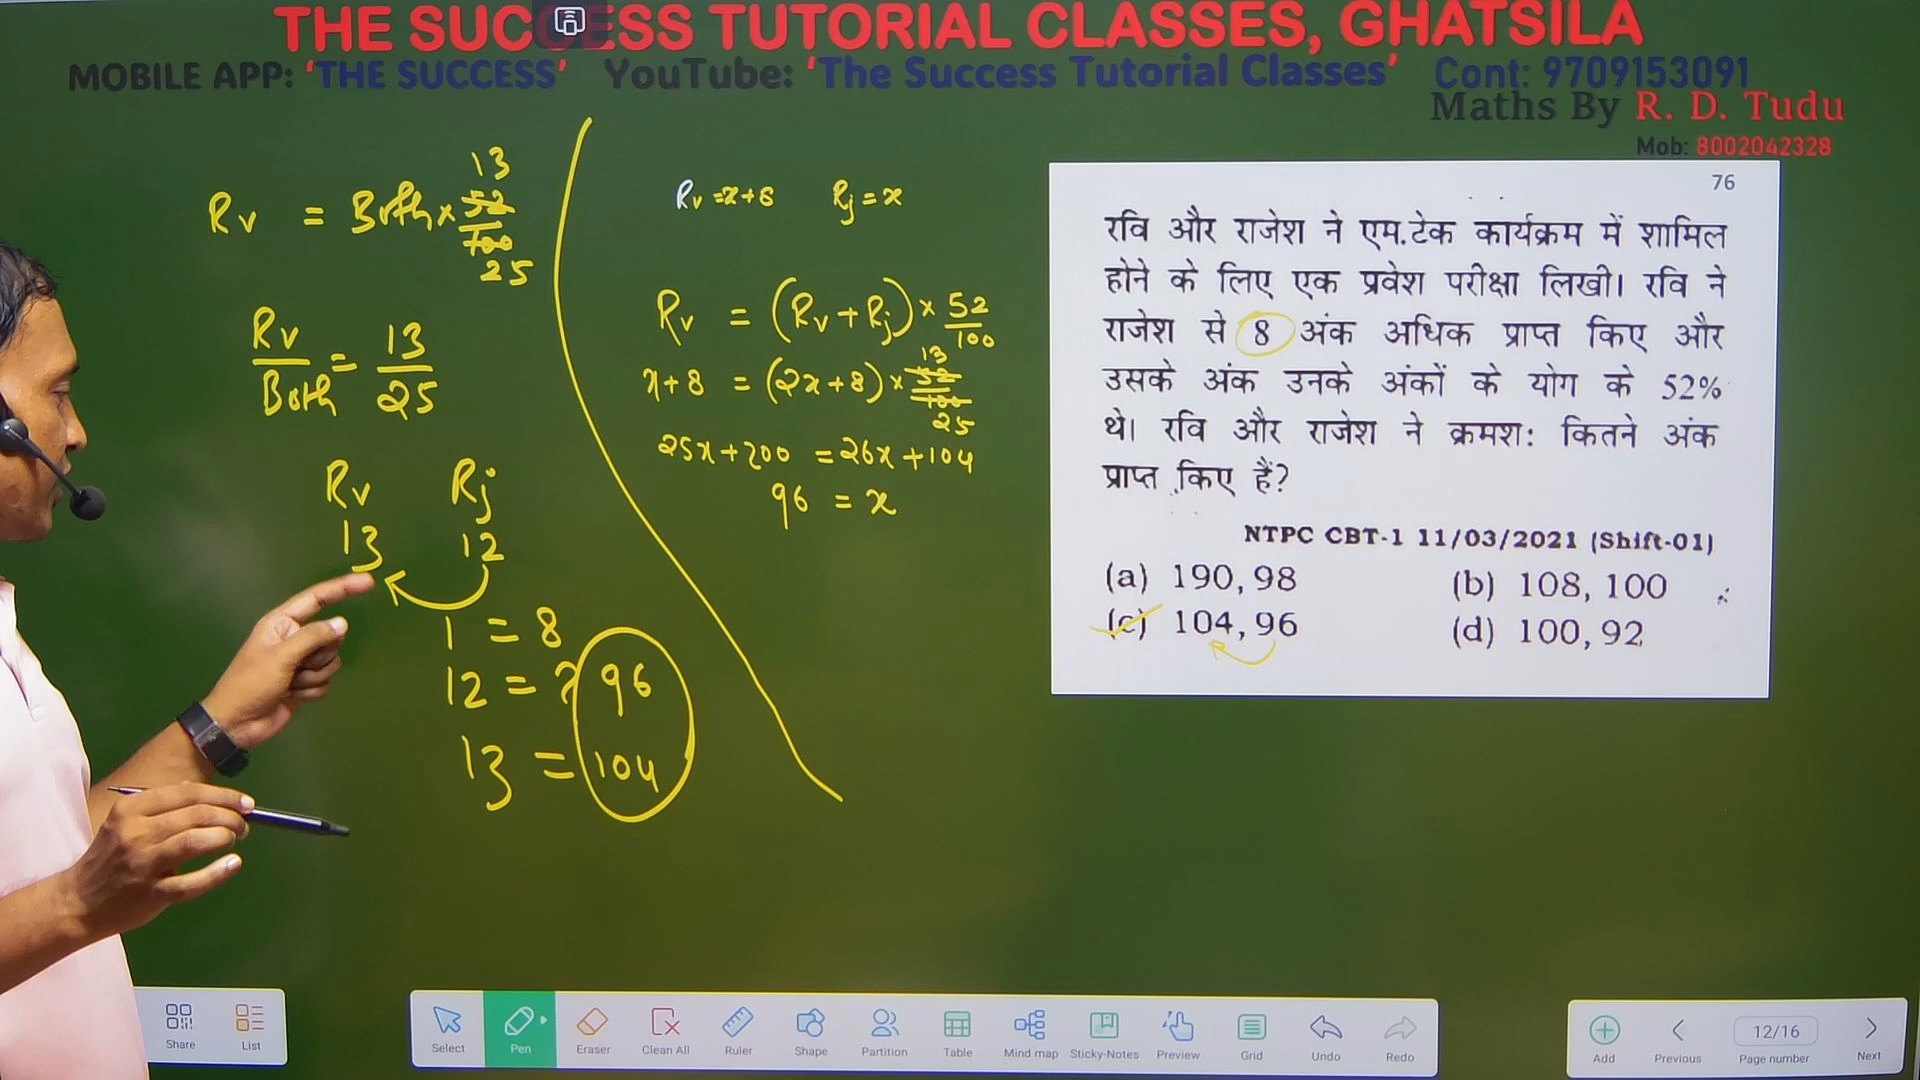 THE SUCCESS TUTORIAL CLASSES, GHATSILA
MOBILE APP: 'THE SUCCESS' YouTube: 'The Success Tutorial Classes' Cont: 9709153091
Maths By R. D. Tudu
Mob: 8002042328
Rv = Both × 52/100
13
25
Rv/Both = 13/25
Rv Rj
13 12
1 = 8
12 = ? 96
13 = 104
Rv = x+8 Rj = x
Rv = (Rv + Rj) × 52/100
x+8 = (2x+8) × 52/100
13
25
25x+200 = 26x+104
96 = x
76
रवि और राजेश ने एम.टेक कार्यक्रम में शामिल
होने के लिए एक प्रवेश परीक्षा लिखी। रवि ने
राजेश से 8 अंक अधिक प्राप्त किए और
उसके अंक उनके अंकों के योग के 52%
थे। रवि और राजेश ने क्रमश: कितने अंक
प्राप्त किए हैं?
NTPC CBT-1 11/03/2021 (Shift-01)
(a) 190, 98 (b) 108, 100
(c) 104, 96 (d) 100, 92
Share List Select Pen Eraser Clean All Ruler Shape Partition Table Mind map Sticky-Notes Preview Grid Undo Redo Add Previous 12/16 Page number Next